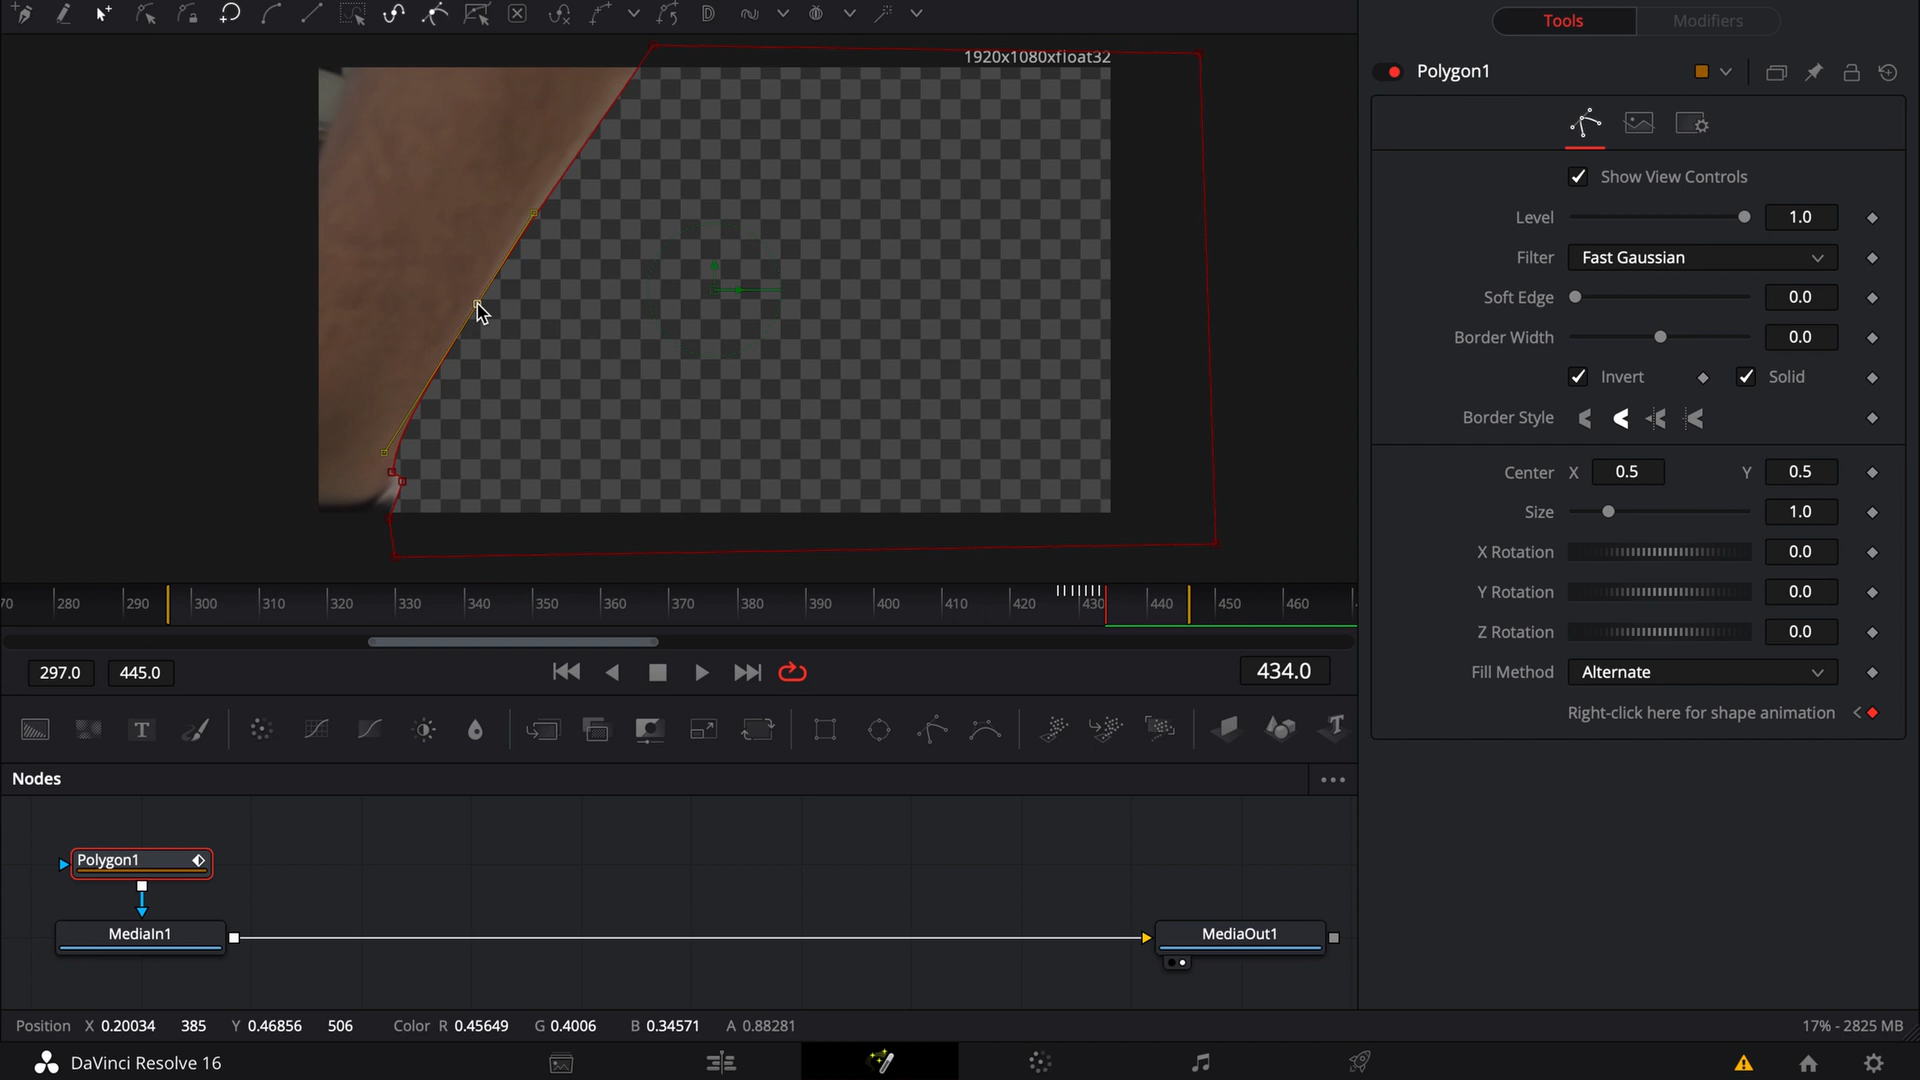 Tools
Modifiers
1920x1080xfloat32
Polygon1
Show View Controls
Level 1.0
Filter Fast Gaussian
Soft Edge 0.0
Border Width 0.0
Invert Solid
Border Style
Center X 0.5 Y 0.5
Size 1.0
X Rotation 0.0
Y Rotation 0.0
Z Rotation 0.0
Fill Method Alternate
Right-click here for shape animation
70 280 290 300 310 320 330 340 350 360 370 380 390 400 410 420 430 440 450 460
297.0 445.0 434.0
T T
Nodes
Polygon1
MediaIn1
MediaOut1
Position X 0.20034 385 Y 0.46856 506 Color R 0.45649 G 0.4006 B 0.34571 A 0.88281
17% - 2825 MB
DaVinci Resolve 16